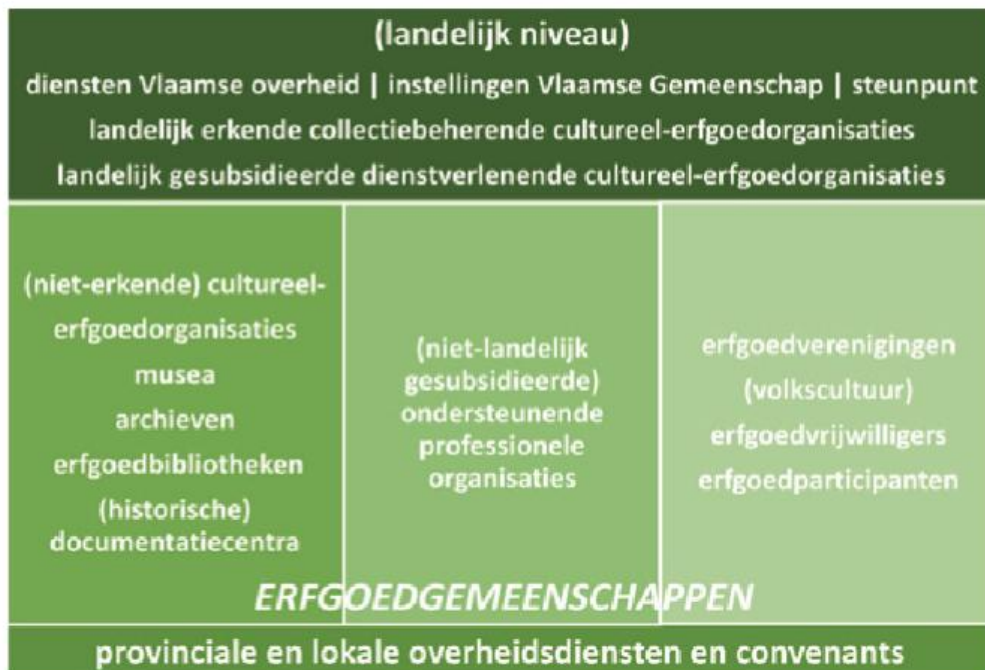 (landelijk niveau)
diensten Vlaamse overheid | instellingen Vlaamse Gemeenschap | steunpunt
landelijk erkende collectiebeherende cultureel-erfgoedorganisaties
landelijk gesubsidieerde dienstverlenende cultureel-erfgoedorganisaties
(niet-erkende) cultureel-
erfgoedorganisaties
musea
archieven
erfgoedbibliotheken
(historische)
documentatiecentra
(niet-landelijk
gesubsidieerde)
ondersteunende
professionele
organisaties
erfgoedverenigingen
(volkscultuur)
erfgoedvrijwilligers
erfgoedparticipanten
ERFGOEDGEMEENSCHAPPEN
provinciale en lokale overheidsdiensten en convenants